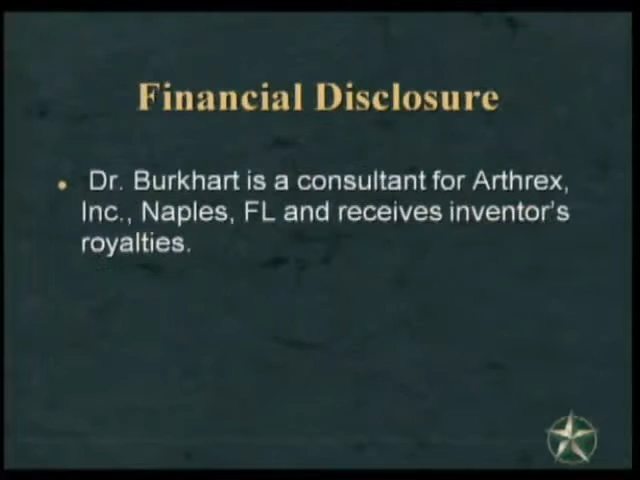 Financial Disclosure
• Dr. Burkhart is a consultant for Arthrex,
Inc., Naples, FL and receives inventor's
royalties.